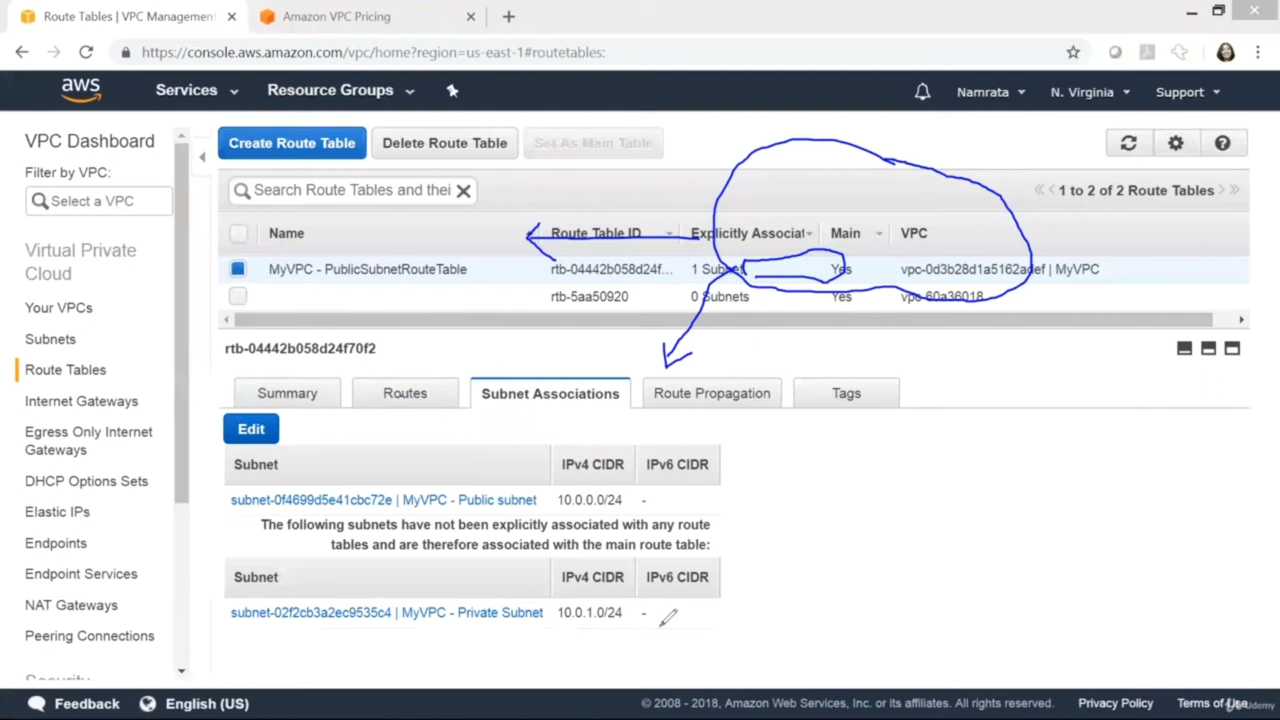 Route Tables | VPC Management
Amazon VPC Pricing
https://console.aws.amazon.com/vpc/home?region=us-east-1#routetables:
aws
Services
Resource Groups
Namrata
N. Virginia
Support
VPC Dashboard
Filter by VPC:
Select a VPC
Virtual Private
Cloud
Your VPCs
Subnets
Route Tables
Internet Gateways
Egress Only Internet
Gateways
DHCP Options Sets
Elastic IPs
Endpoints
Endpoint Services
NAT Gateways
Peering Connections
Security
Create Route Table
Delete Route Table
Set As Main Table
Search Route Tables and thei
1 to 2 of 2 Route Tables
Name Route Table ID Explicitly Associat Main VPC
MyVPC - PublicSubnetRouteTable rtb-04442b058d24f... 1 Subnet Yes vpc-0d3b28d1a5162adef | MyVPC
rtb-5aa50920 0 Subnets Yes vpc-60a36018
rtb-04442b058d24f70f2
Summary
Routes
Subnet Associations
Route Propagation
Tags
Edit
Subnet IPv4 CIDR IPv6 CIDR
subnet-0f4699d5e41cbc72e | MyVPC - Public subnet 10.0.0.0/24 -
The following subnets have not been explicitly associated with any route
tables and are therefore associated with the main route table:
Subnet IPv4 CIDR IPv6 CIDR
subnet-02f2cb3a2ec9535c4 | MyVPC - Private Subnet 10.0.1.0/24 -
Feedback
English (US)
© 2008 - 2018, Amazon Web Services, Inc. or its affiliates. All rights reserved.
Privacy Policy
Terms of Use
Udemy